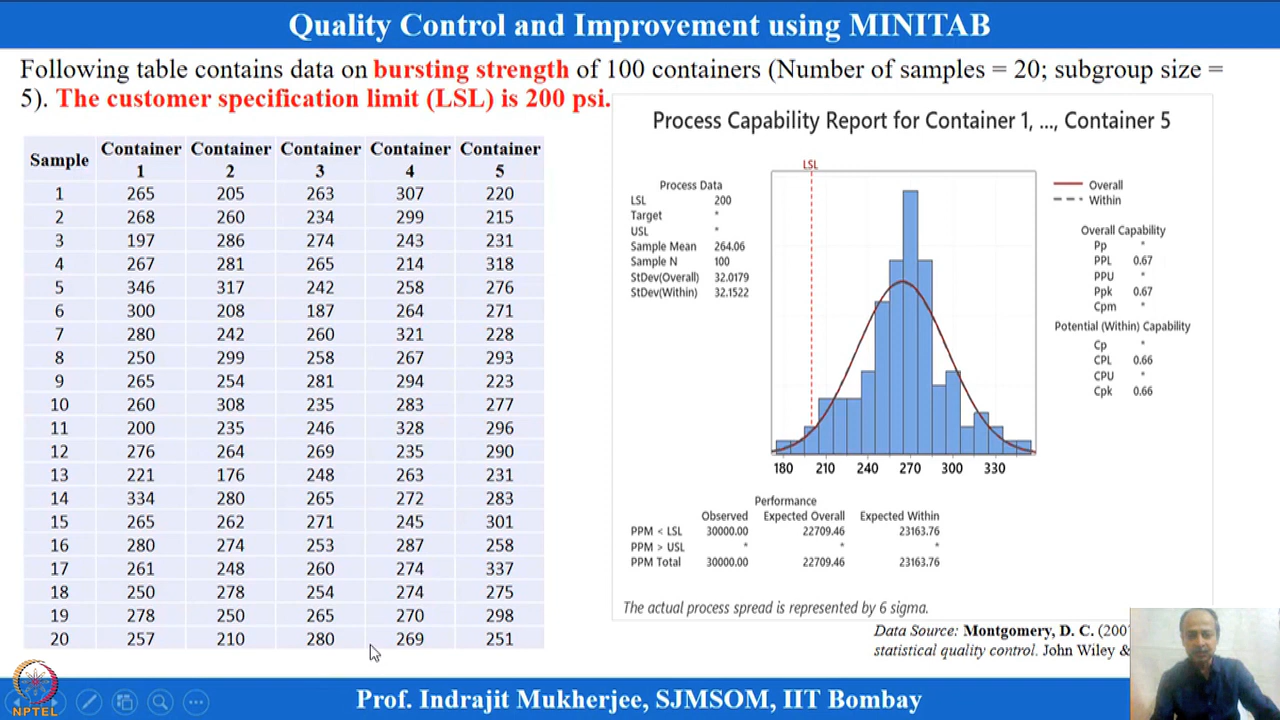 Quality Control and Improvement using MINITAB
Following table contains data on bursting strength of 100 containers (Number of samples = 20; subgroup size =
5). The customer specification limit (LSL) is 200 psi.
Sample Container 1 Container 2 Container 3 Container 4 Container 5
1 265 205 263 307 220
2 268 260 234 299 215
3 197 286 274 243 231
4 267 281 265 214 318
5 346 317 242 258 276
6 300 208 187 264 271
7 280 242 260 321 228
8 250 299 258 267 293
9 265 254 281 294 223
10 260 308 235 283 277
11 200 235 246 328 296
12 276 264 269 235 290
13 221 176 248 263 231
14 334 280 265 272 283
15 265 262 271 245 301
16 280 274 253 287 258
17 261 248 260 274 337
18 250 278 254 274 275
19 278 250 265 270 298
20 257 210 280 269 251
Process Capability Report for Container 1, ..., Container 5
LSL
Process Data
LSL 200
Target *
USL *
Sample Mean 264.06
Sample N 100
StDev(Overall) 32.0179
StDev(Within) 32.1522
180 210 240 270 300 330
Overall
Within
Overall Capability
Pp *
PPL 0.67
PPU *
Ppk 0.67
Cpm *
Potential (Within) Capability
Cp *
CPL 0.66
CPU *
Cpk 0.66
Performance
Observed Expected Overall Expected Within
PPM < LSL 30000.00 22709.46 23163.76
PPM > USL * * *
PPM Total 30000.00 22709.46 23163.76
The actual process spread is represented by 6 sigma.
Data Source: Montgomery, D. C. (200
statistical quality control. John Wiley &
NPTEL
Prof. Indrajit Mukherjee, SJMSOM, IIT Bombay